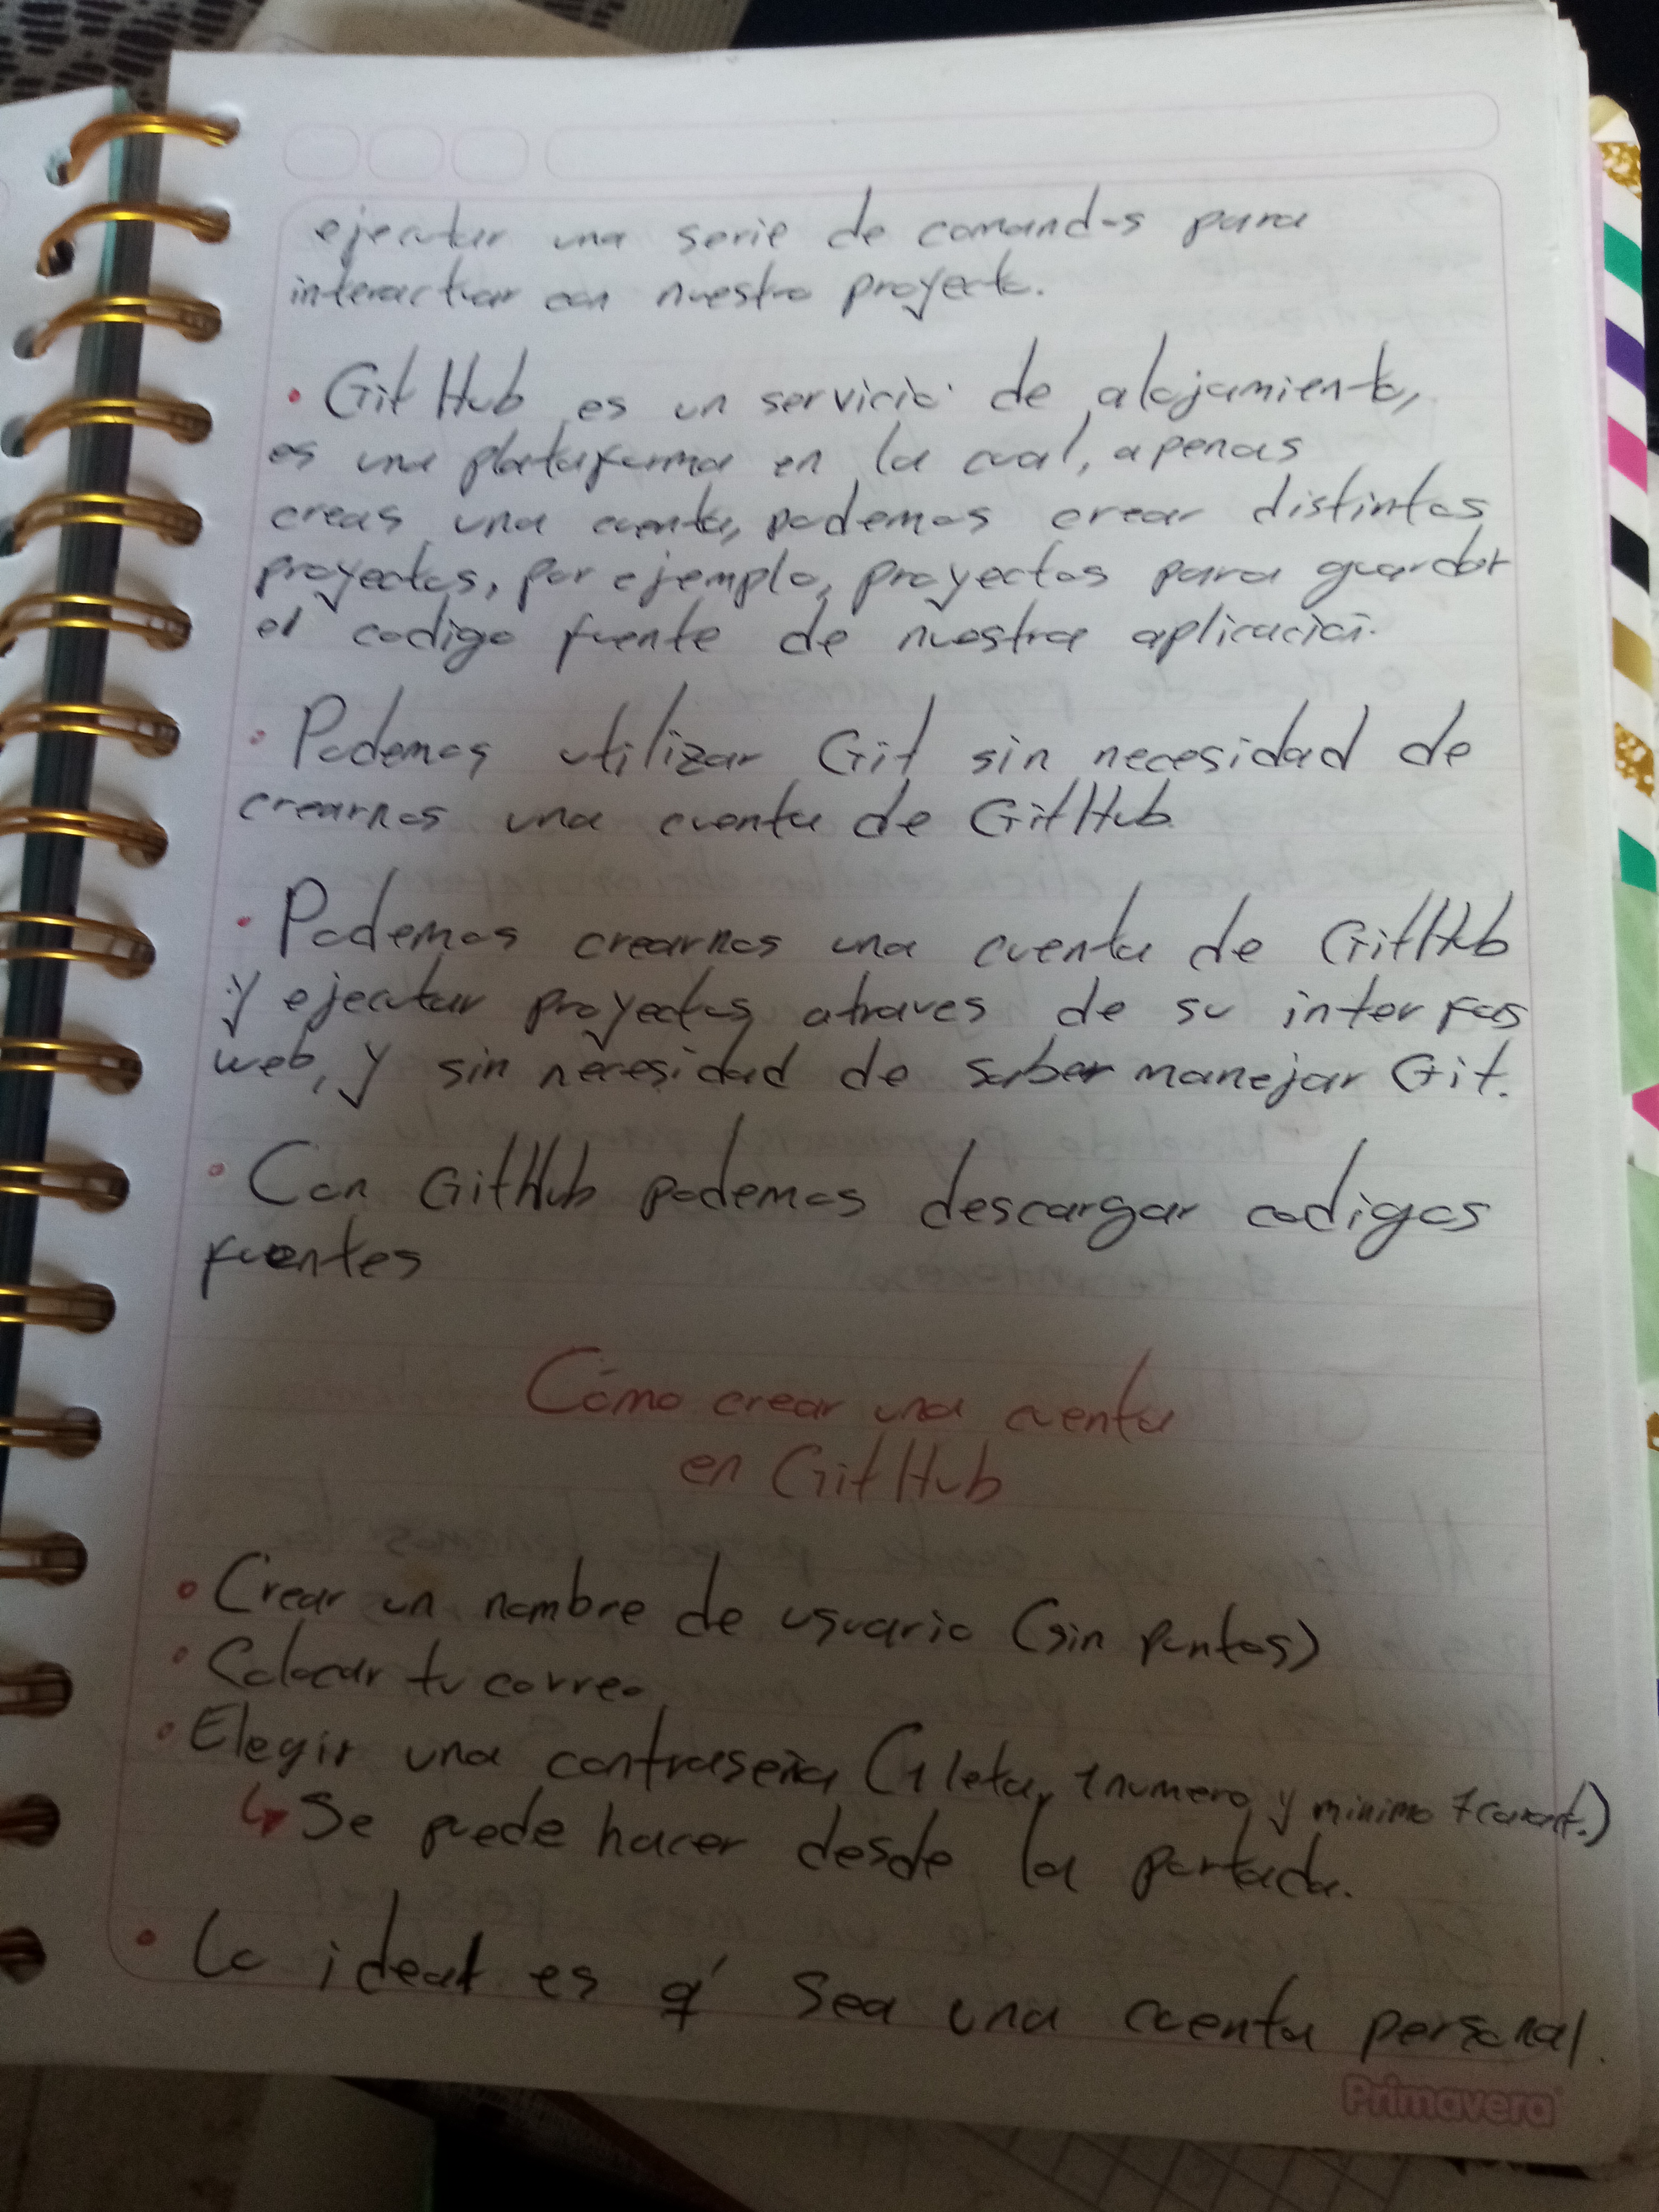 ejecutar una serie de comandos para
interactuar con nuestro proyecto.
• GitHub es un servicio de alojamiento,
es una plataforma en la cual, apenas
creas una cuenta, podemos crear distintos
proyectos, por ejemplo, proyectos para guardar
el codigo fuente de nuestra aplicación.
• Podemos utilizar Git sin necesidad de
crearnos una cuenta de GitHub
• Podemos crearnos una cuenta de GitHub
y ejecutar proyectos atraves de su interfas
web, y sin necesidad de saber manejar Git.
• Con GitHub podemos descargar codigos
fuentes
Cómo crear una cuenta
en GitHub
• Crear un nombre de usuario (sin puntos)
• Colocar tu correo
• Elegir una contraseña (1 leta, 1 numero y minimo 7 caract.)
↳ Se puede hacer desde la portada.
• Lo ideal es q' sea una cuenta personal.
Primavera